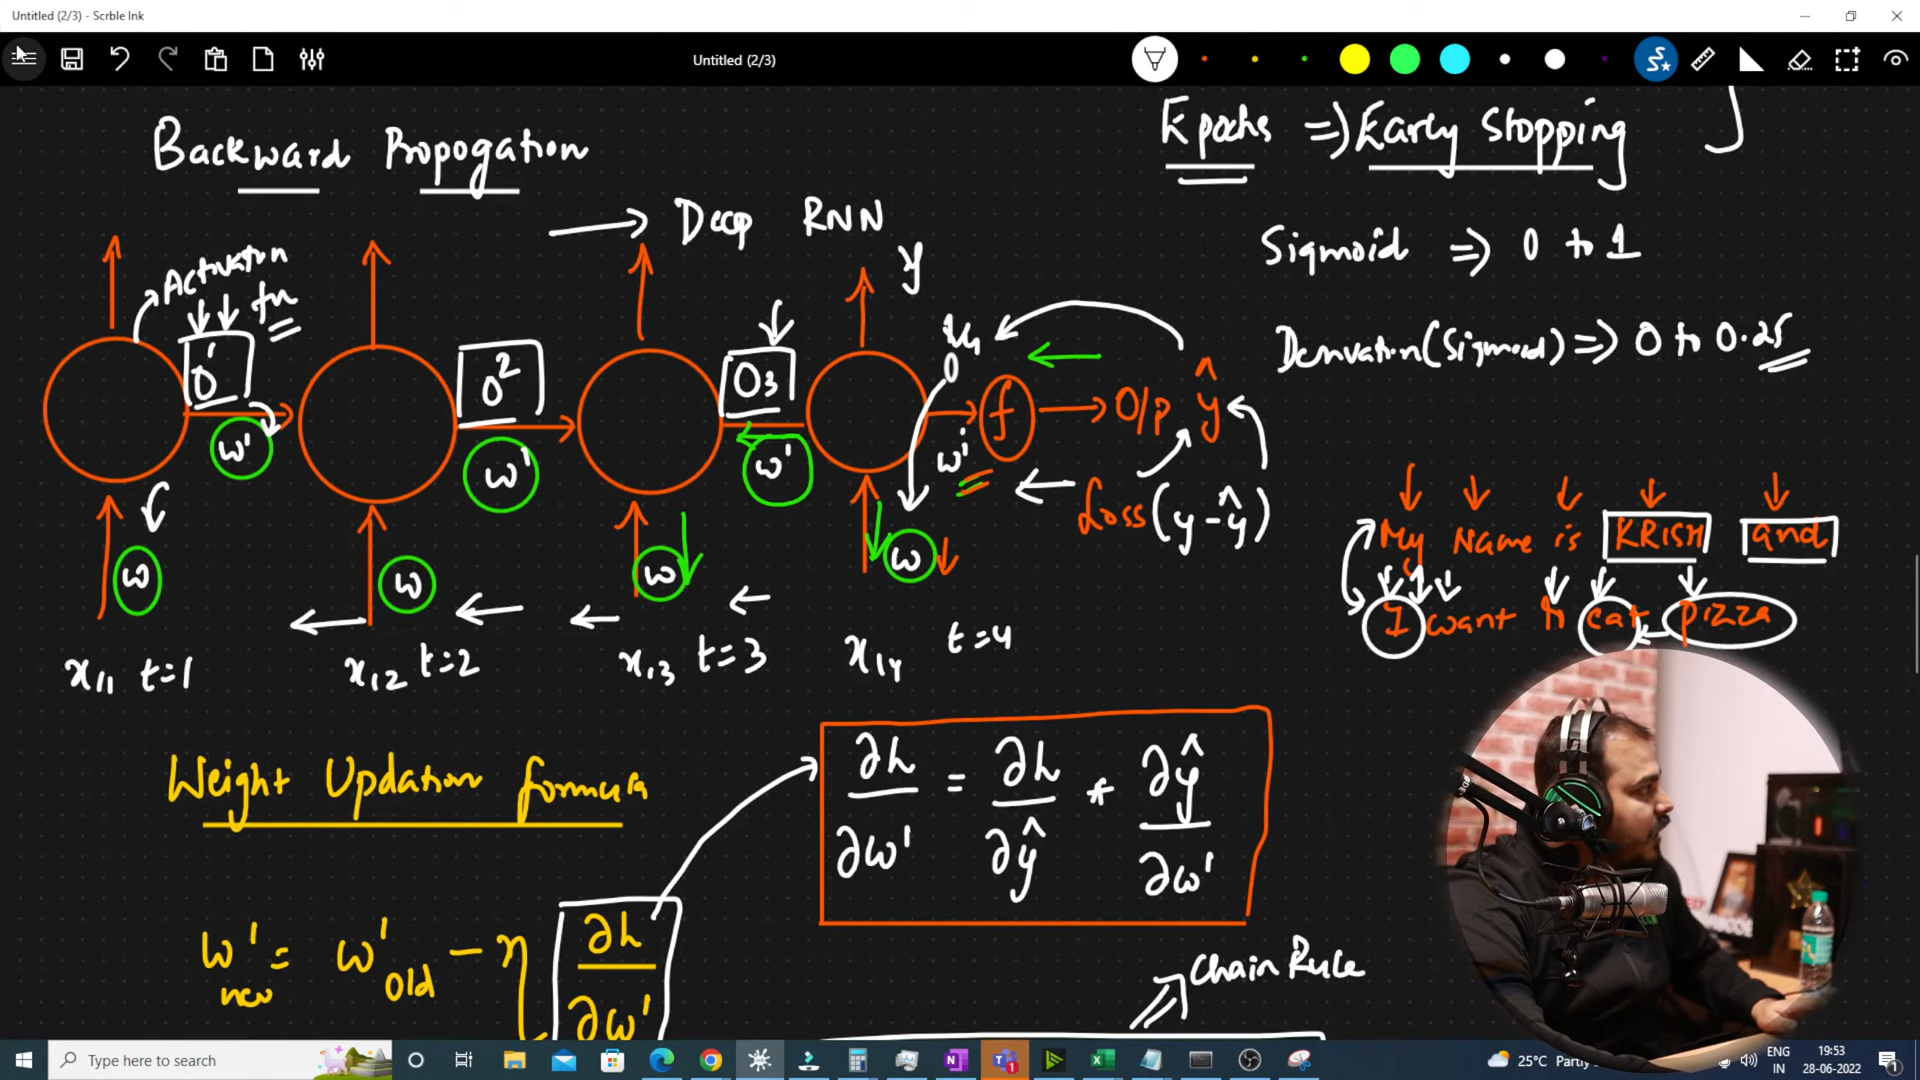 Untitled (2/3) - Scrble Ink
Untitled (2/3)
Backward Propogation
Epochs => Early Stopping
→ Deep RNN
Sigmoid => 0 to 1
Derivation(Sigmoid) => 0 to 0.25
Activation fn
y
O' O² O3 O4
f → O/p ŷ
w' w' w' w'
Loss (y - ŷ)
w w w w
My Name is KRISH and
I want to eat pizza
x11 t=1 x12 t=2 x13 t=3 x14 t=4
Weight Updation formula
∂L/∂w' = ∂L/∂ŷ * ∂ŷ/∂w'
w'new = w'old - η ∂L/∂w'
Chain Rule
Type here to search
25°C Partly
ENG
IN
19:53
28-06-2022